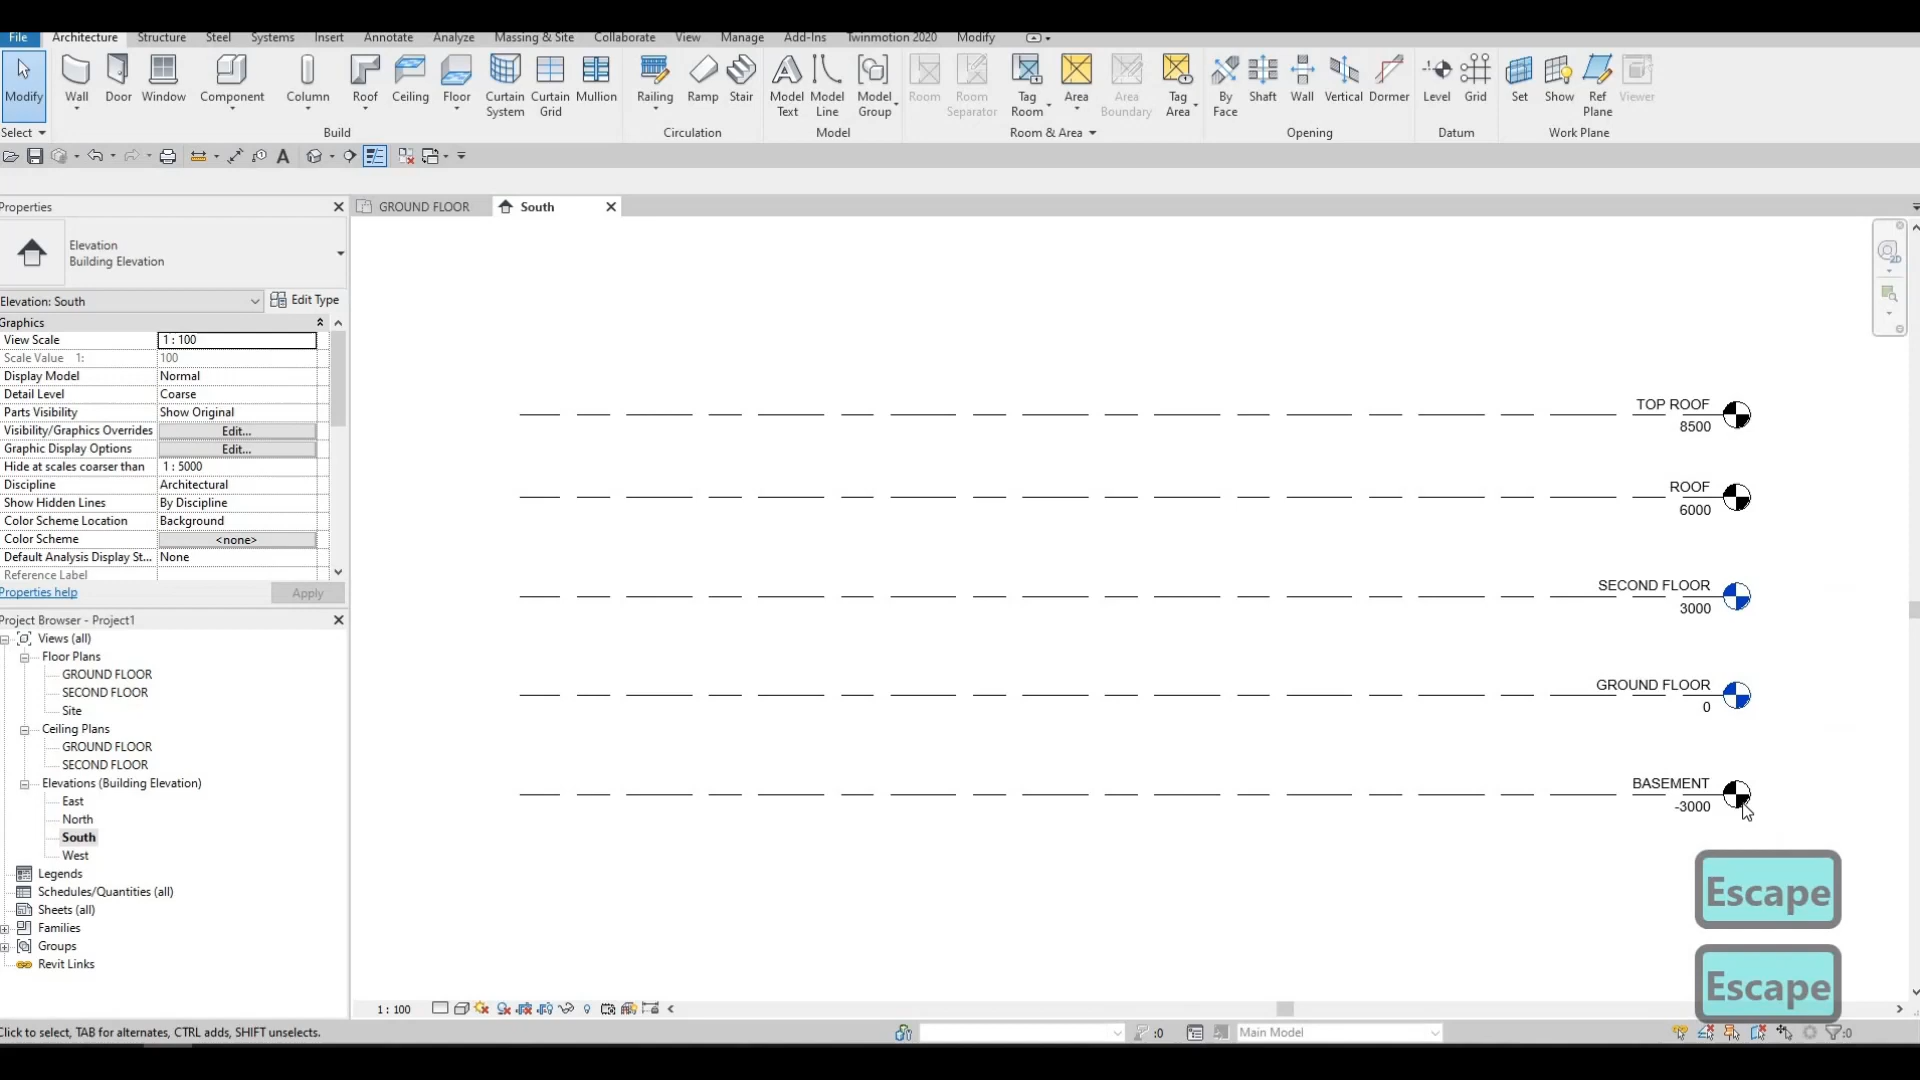 File Architecture Structure Steel Systems Insert Annotate Analyze Massing & Site Collaborate View Manage Add-Ins Twinmotion 2020 Modify
Modify Wall Door Window Component Column Roof Ceiling Floor Curtain System Curtain Grid Mullion Railing Ramp Stair Model Text Model Line Model Group Room Room Separator Tag Room Area Area Boundary Tag Area By Face Shaft Wall Vertical Dormer Level Grid Set Show Ref Plane Viewer
Select Build Circulation Model Room & Area Opening Datum Work Plane
Properties
GROUND FLOOR South
Elevation
Building Elevation
Elevation: South Edit Type
Graphics
View Scale 1 : 100
Scale Value 1: 100
Display Model Normal
Detail Level Coarse
Parts Visibility Show Original
Visibility/Graphics Overrides Edit...
Graphic Display Options Edit...
Hide at scales coarser than 1 : 5000
Discipline Architectural
Show Hidden Lines By Discipline
Color Scheme Location Background
Color Scheme <none>
Default Analysis Display St... None
Reference Label
Properties help Apply
Project Browser - Project1
Views (all)
Floor Plans
GROUND FLOOR
SECOND FLOOR
Site
Ceiling Plans
GROUND FLOOR
SECOND FLOOR
Elevations (Building Elevation)
East
North
South
West
Legends
Schedules/Quantities (all)
Sheets (all)
Families
Groups
Revit Links
TOP ROOF
8500
ROOF
6000
SECOND FLOOR
3000
GROUND FLOOR
0
BASEMENT
-3000
Escape
Escape
1 : 100
Click to select, TAB for alternates, CTRL adds, SHIFT unselects. :0 Main Model :0